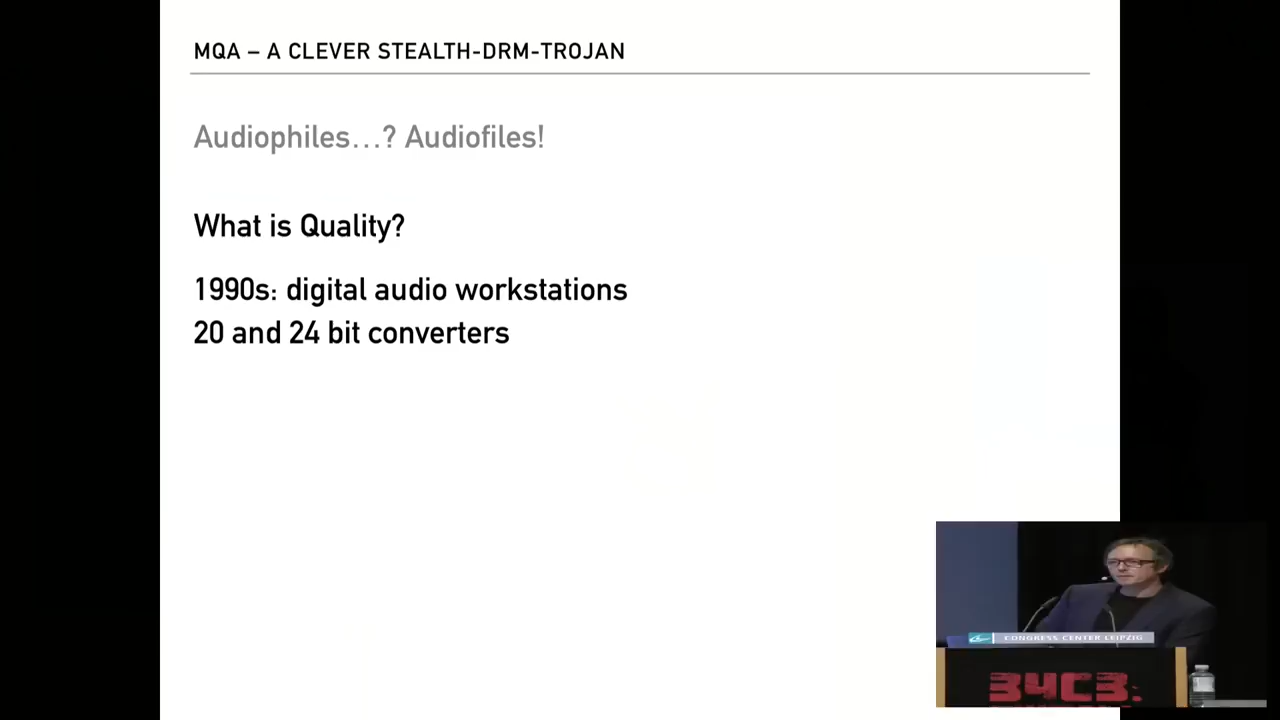 MQA – A CLEVER STEALTH-DRM-TROJAN
Audiophiles...? Audiofiles!
What is Quality?
1990s: digital audio workstations
20 and 24 bit converters
CONGRESS CENTER LEIPZIG
34C3.